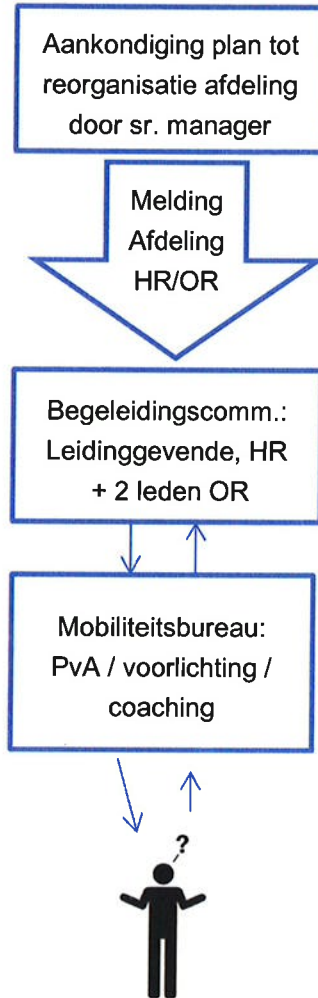 Aankondiging plan tot
reorganisatie afdeling
door sr. manager
Melding
Afdeling
HR/OR
Begeleidingscomm.:
Leidinggevende, HR
+ 2 leden OR
Mobiliteitsbureau:
PvA / voorlichting /
coaching
?